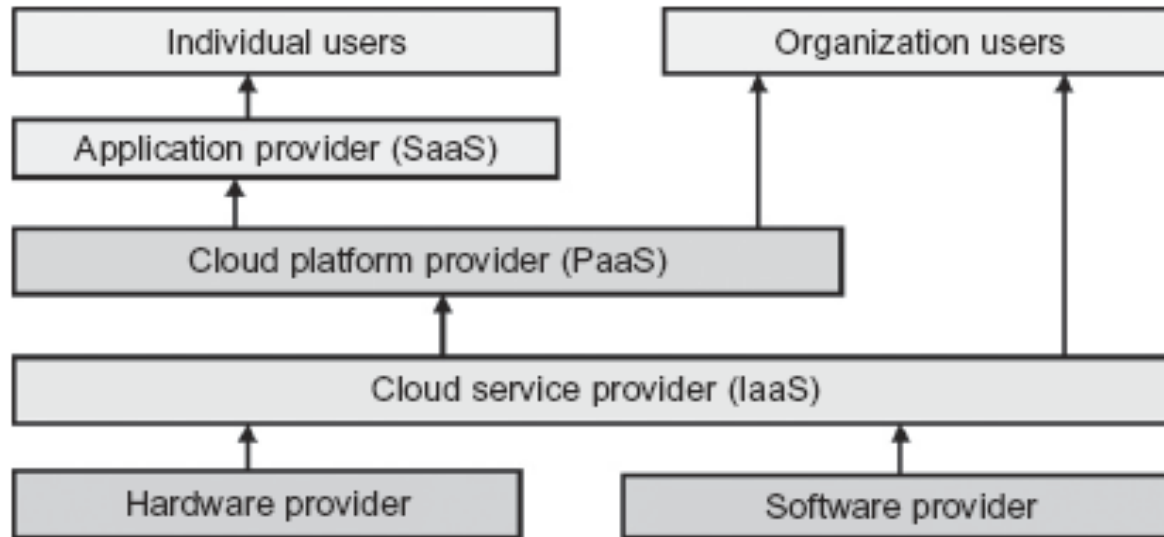 Individual users
Organization users
Application provider (SaaS)
Cloud platform provider (PaaS)
Cloud service provider (IaaS)
Hardware provider
Software provider